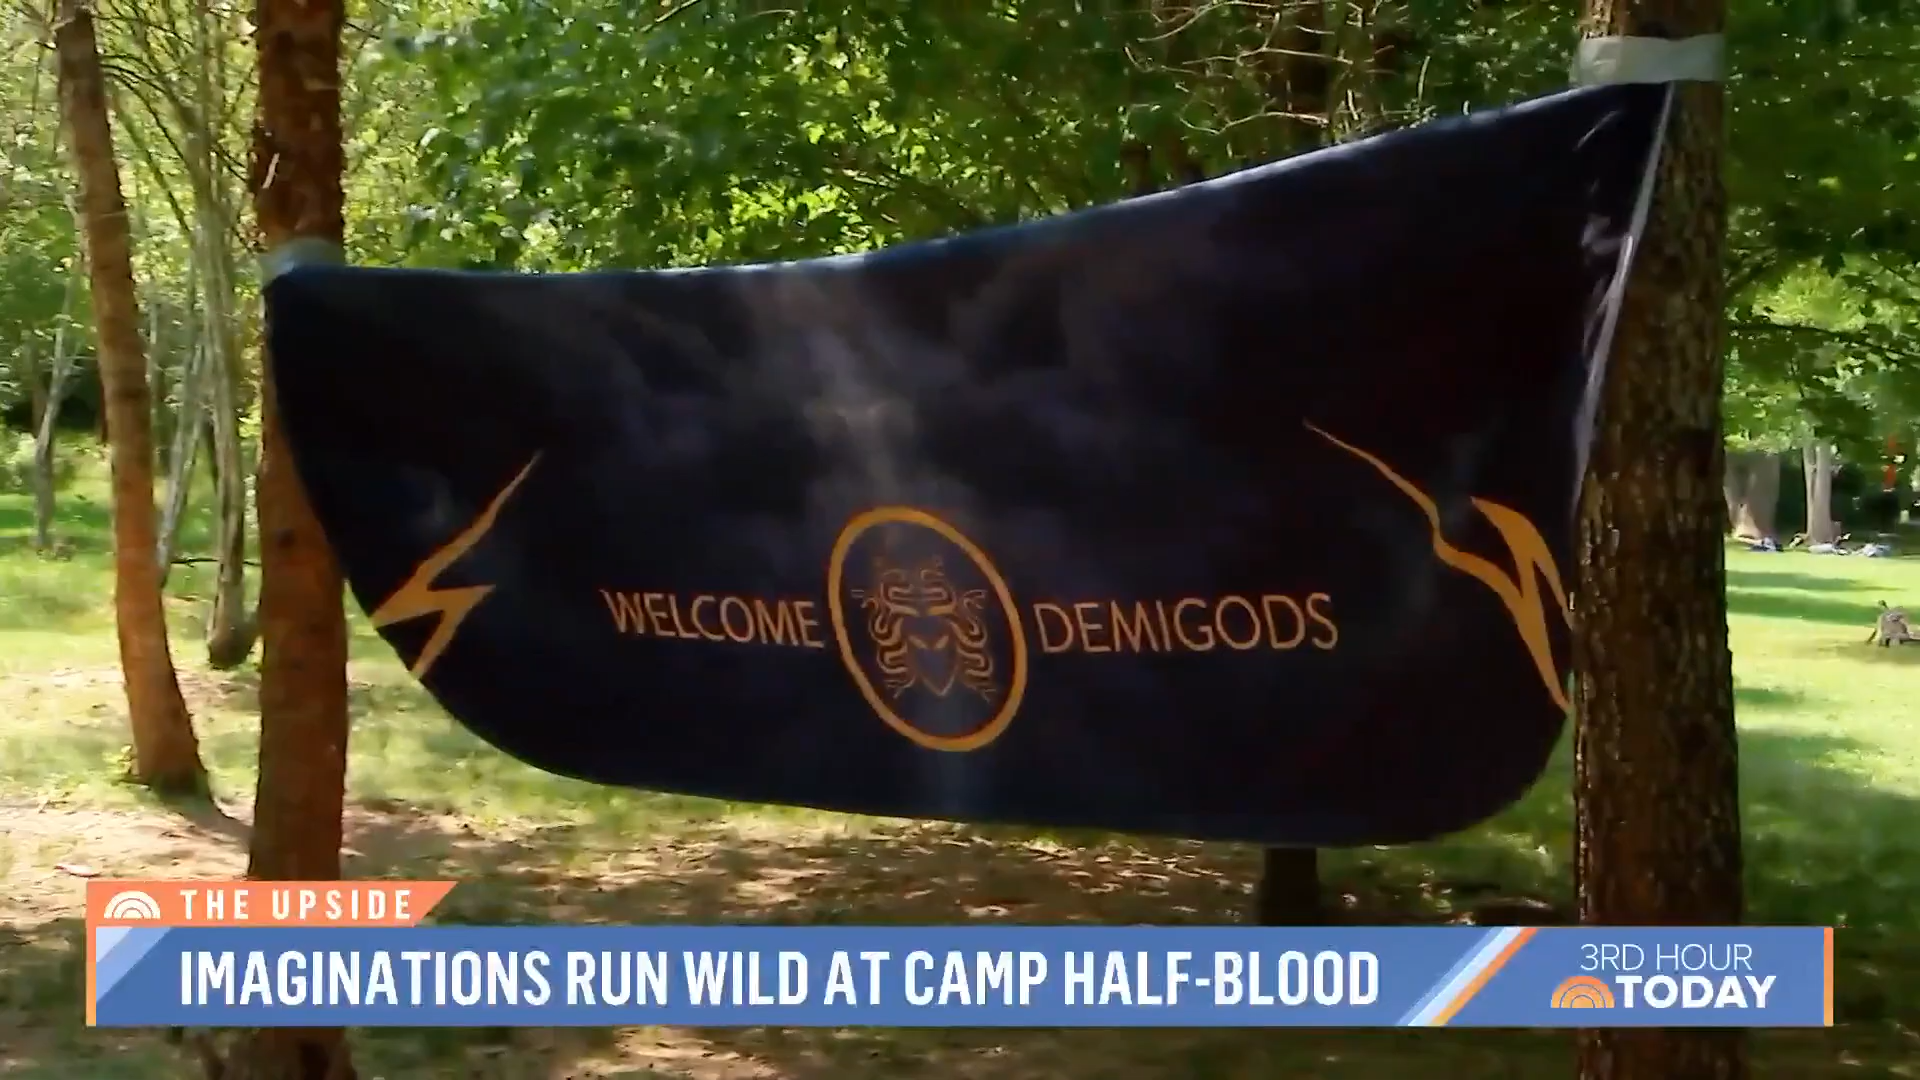 WELCOME DEMIGODS
THE UPSIDE
IMAGINATIONS RUN WILD AT CAMP HALF-BLOOD
3RD HOUR
TODAY